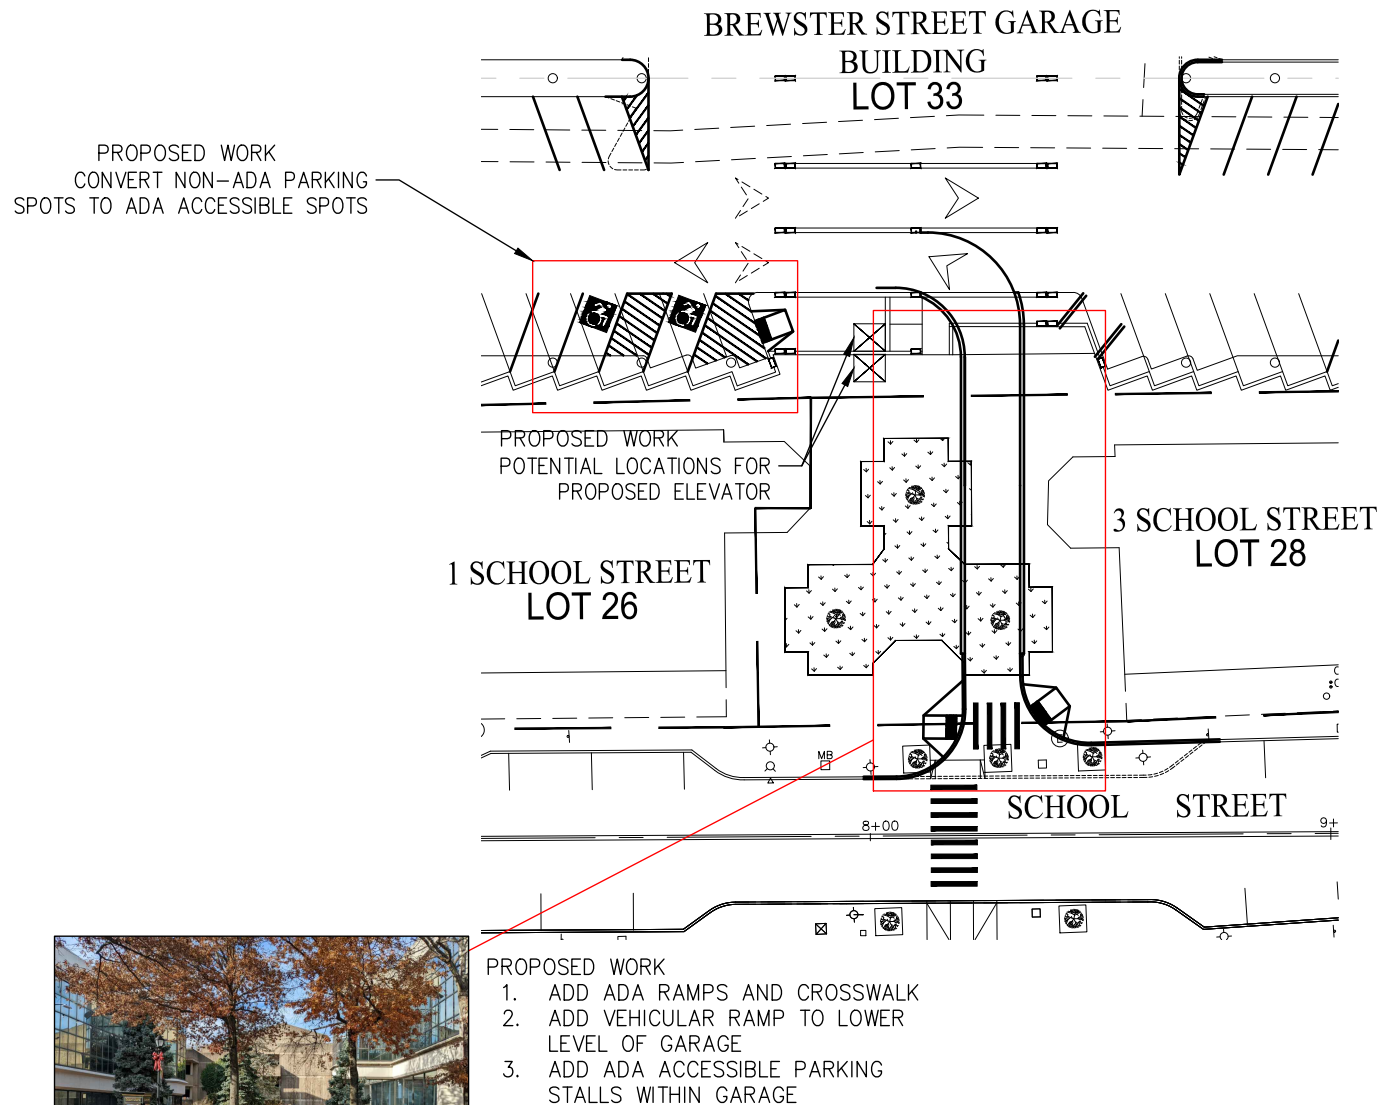 BREWSTER STREET GARAGE
BUILDING
LOT 33
PROPOSED WORK
CONVERT NON-ADA PARKING
SPOTS TO ADA ACCESSIBLE SPOTS
PROPOSED WORK
POTENTIAL LOCATIONS FOR
PROPOSED ELEVATOR
1 SCHOOL STREET
LOT 26
3 SCHOOL STREET
LOT 28
MB
SCHOOL STREET
8+00
9+
PROPOSED WORK
1. ADD ADA RAMPS AND CROSSWALK
2. ADD VEHICULAR RAMP TO LOWER
LEVEL OF GARAGE
3. ADD ADA ACCESSIBLE PARKING
STALLS WITHIN GARAGE